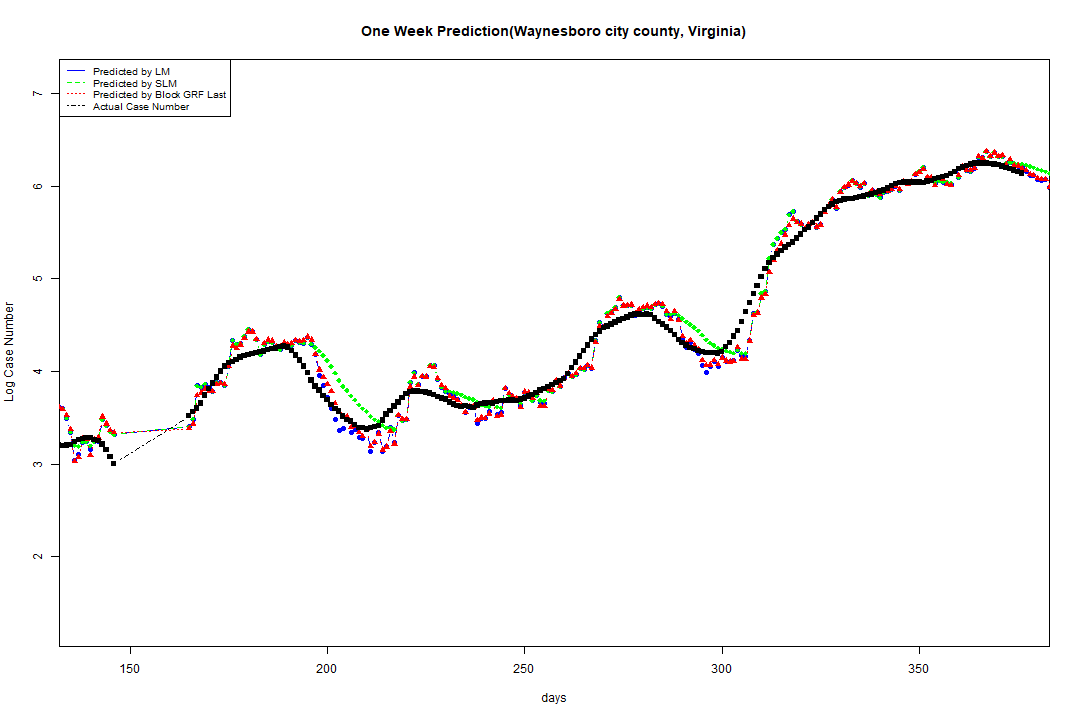 One Week Prediction(Waynesboro city county, Virginia)
Predicted by LM
Predicted by SLM
Predicted by Block GRF Last
Actual Case Number
7
6
5
4
3
2
Log Case Number
150 200 250 300 350
days